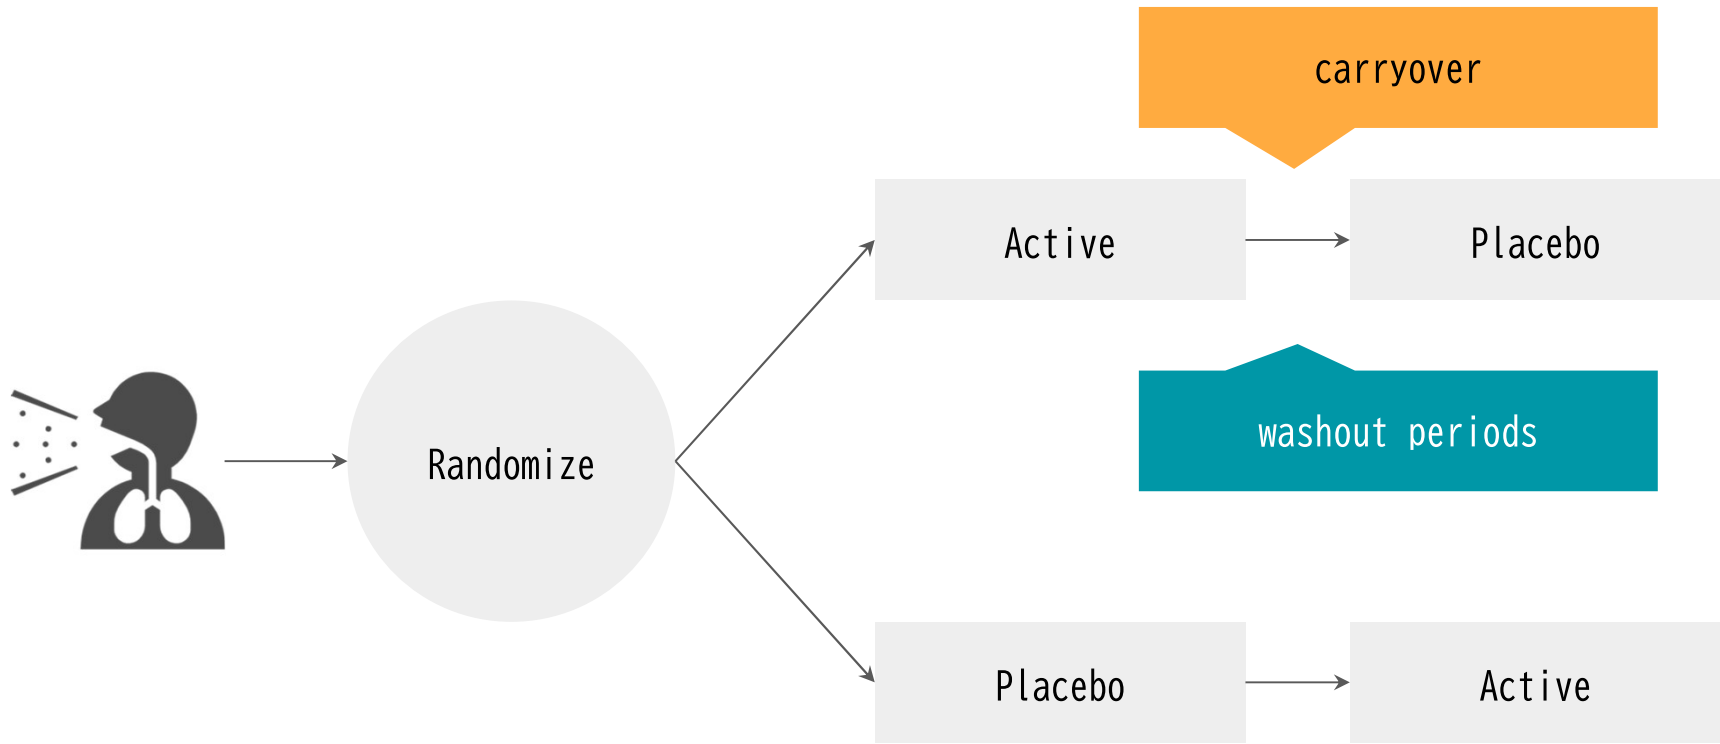 carryover
Active
Placebo
washout periods
Randomize
Placebo
Active